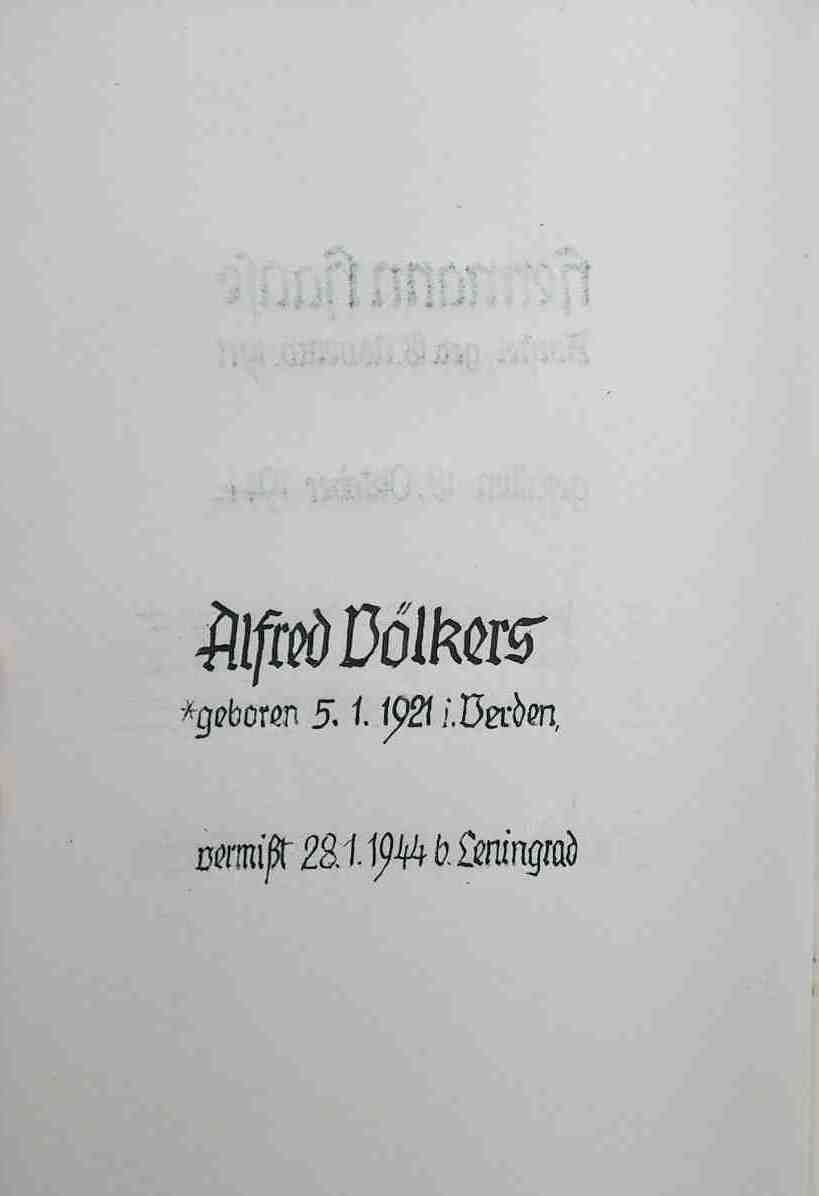 Alfred Völkers
*geboren 5. 1. 1921 i. Verden,
vermißt 28.1.1944 b. Leningrad